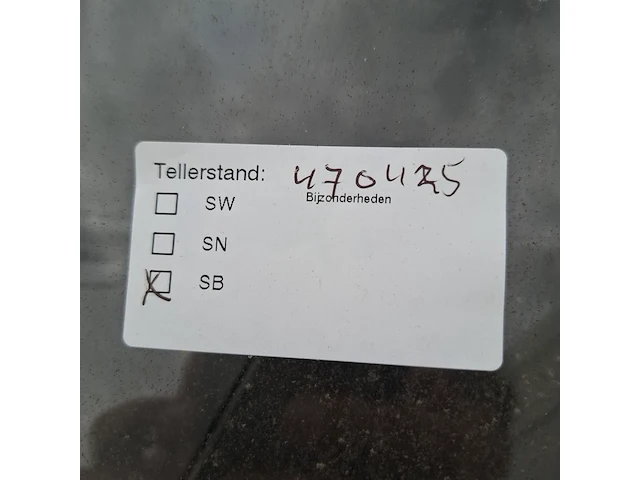 Tellerstand: 470425
Bijzonderheden
SW
SN
SB